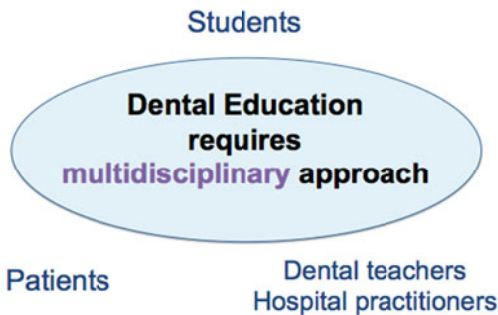 Students
Dental Education
requires
multidisciplinary approach
Patients
Dental teachers
Hospital practitioners